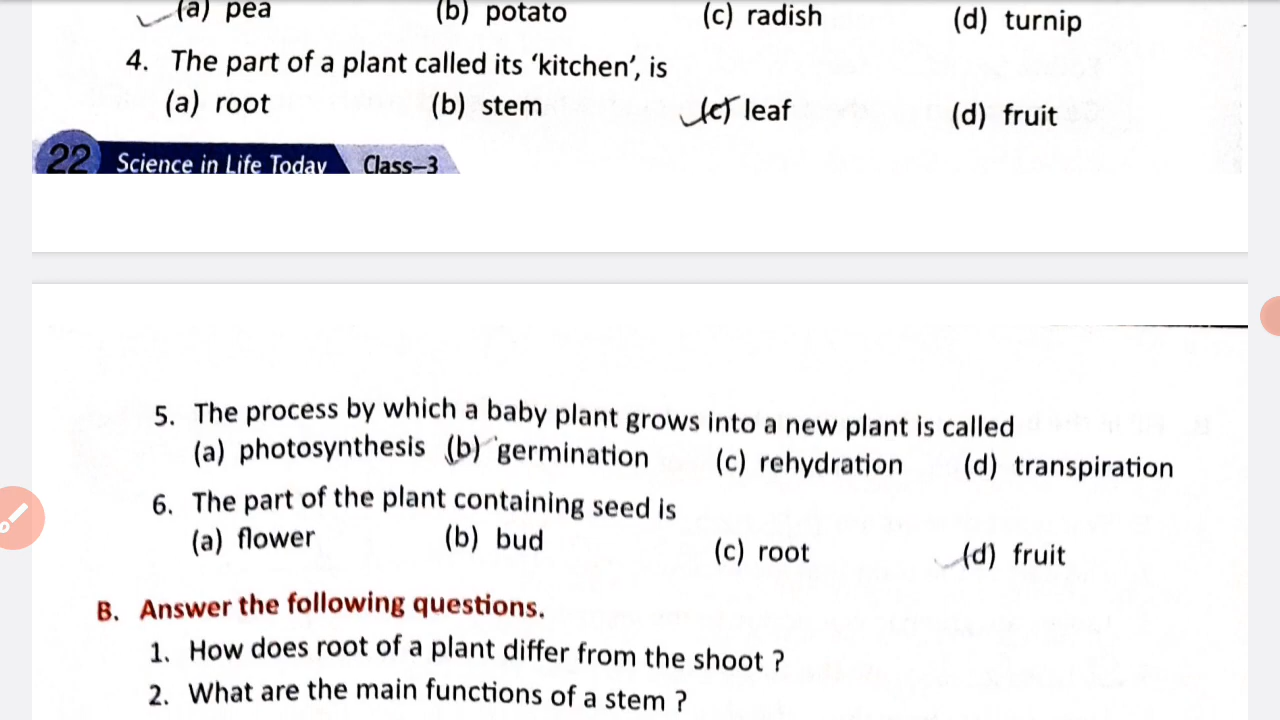 (a) pea (b) potato (c) radish (d) turnip
4. The part of a plant called its ‘kitchen’, is
(a) root (b) stem (c) leaf (d) fruit
22 Science in Life Today Class–3
5. The process by which a baby plant grows into a new plant is called
(a) photosynthesis (b) germination (c) rehydration (d) transpiration
6. The part of the plant containing seed is
(a) flower (b) bud (c) root (d) fruit
B. Answer the following questions.
1. How does root of a plant differ from the shoot ?
2. What are the main functions of a stem ?